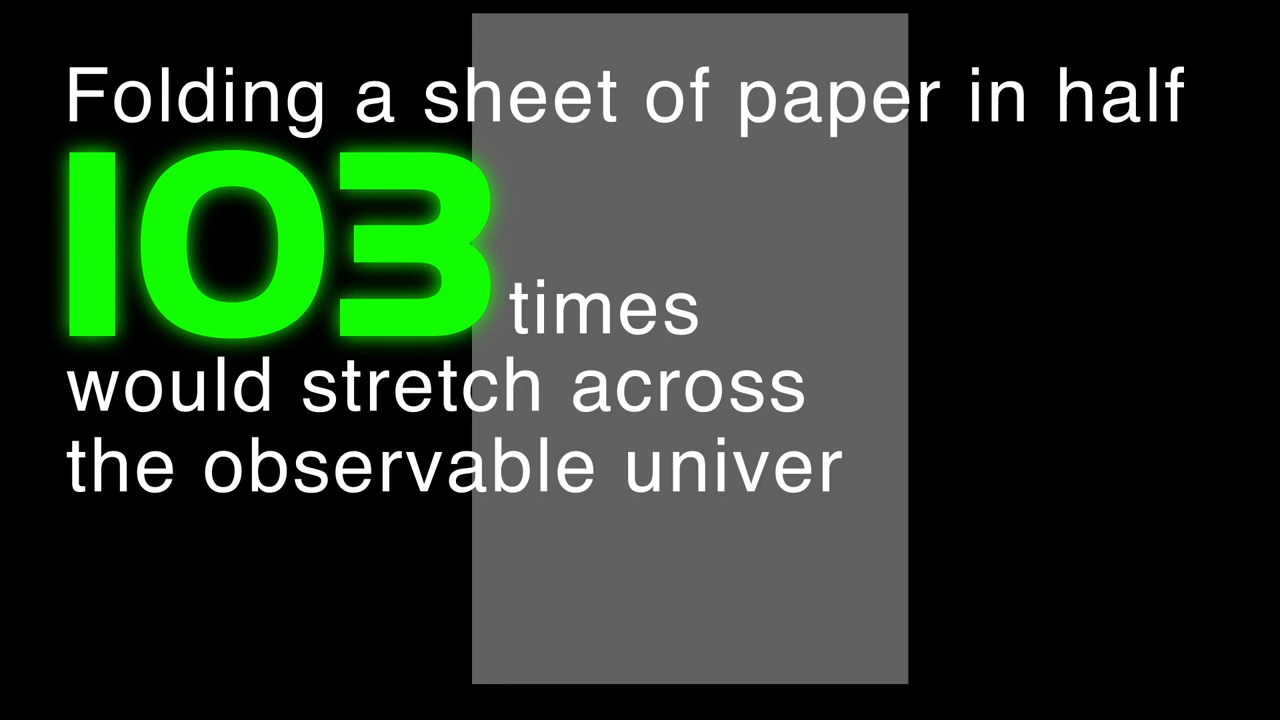 Folding a sheet of paper in half
103 times
would stretch across
the observable univer